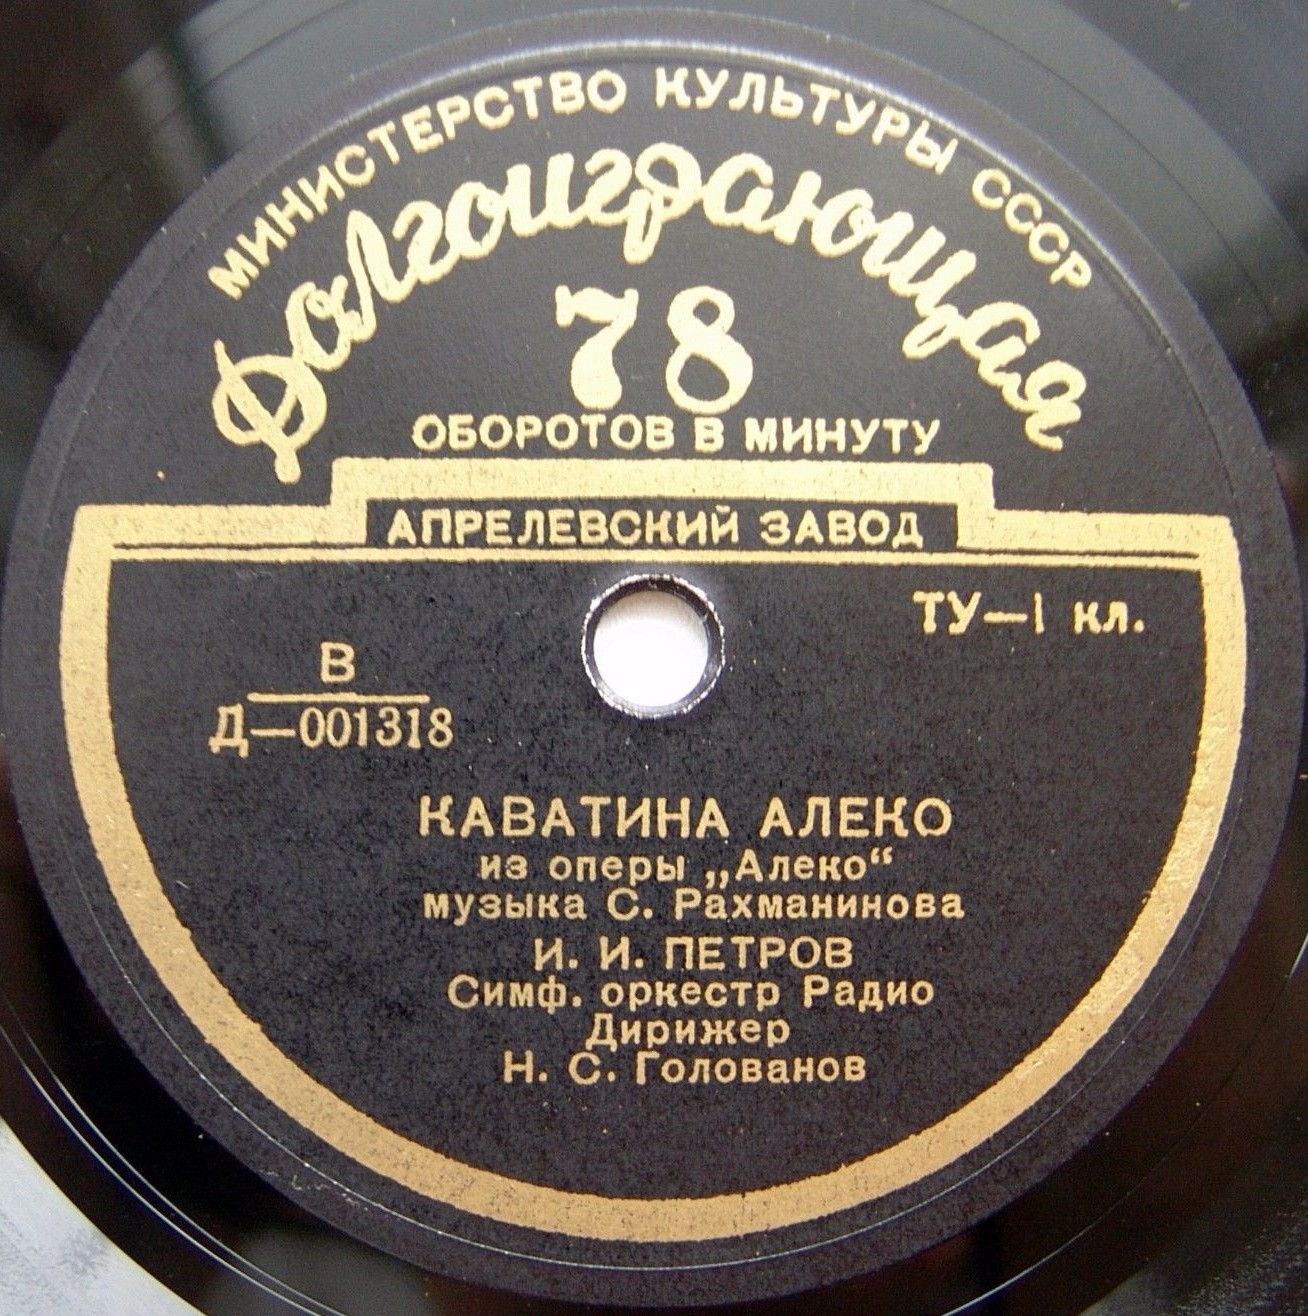 МИНИСТЕРСТВО КУЛЬТУРЫ СССР
Долгоиграющая
78
ОБОРОТОВ В МИНУТУ
АПРЕЛЕВСКИЙ ЗАВОД
ТУ—1 кл.
В
Д—001318
КАВАТИНА АЛЕКО
из оперы „Алеко“
музыка С. Рахманинова
И. И. ПЕТРОВ
Симф. оркестр Радио
Дирижер
Н. С. Голованов